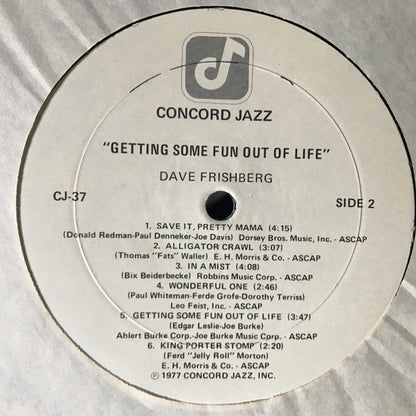 CONCORD JAZZ
"GETTING SOME FUN OUT OF LIFE"
DAVE FRISHBERG
CJ-37 SIDE 2
1. SAVE IT, PRETTY MAMA (4:15)
(Donald Redman-Paul Denneker-Joe Davis) Dorsey Bros. Music, Inc. - ASCAP
2. ALLIGATOR CRAWL (3:07)
(Thomas "Fats" Waller) E. H. Morris & Co. - ASCAP
3. IN A MIST (4:08)
(Bix Beiderbecke) Robbins Music Corp. - ASCAP
4. WONDERFUL ONE (2:46)
(Paul Whiteman-Ferde Grofe-Dorothy Terriss)
Leo Feist, Inc. - ASCAP
5. GETTING SOME FUN OUT OF LIFE (3:47)
(Edgar Leslie-Joe Burke)
Ahlert Burke Corp.-Joe Burke Music Corp. - ASCAP
6. KING PORTER STOMP (2:20)
(Ferd "Jelly Roll" Morton)
E. H. Morris & Co. - ASCAP
℗ 1977 CONCORD JAZZ, INC.